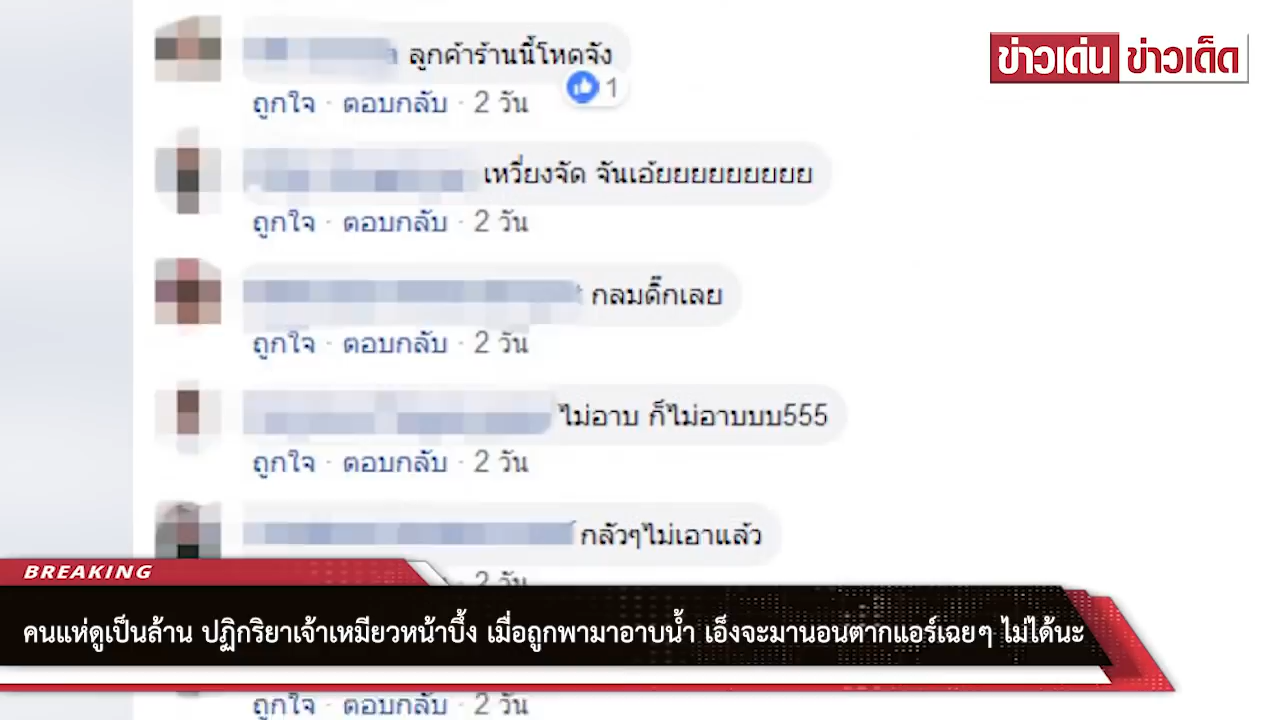 ลูกค้าร้านนี้โหดจัง
1
ถูกใจ · ตอบกลับ · 2 วัน
ข่าวเด่น ข่าวเด็ด
เหวี่ยงจัด จันเอ้ยยยยยยยยย
ถูกใจ · ตอบกลับ · 2 วัน
กลมดิ๊กเลย
ถูกใจ · ตอบกลับ · 2 วัน
ไม่อาบ ก็ไม่อาบบบ555
ถูกใจ · ตอบกลับ · 2 วัน
กลัวๆไม่เอาแล้ว
2 วัน
BREAKING
คนแห่ดูเป็นล้าน ปฏิกริยาเจ้าเหมียวหน้าบึ้ง เมื่อถูกพามาอาบน้ำ เอ็งจะมานอนตากแอร์เฉยๆ ไม่ได้นะ
ถูกใจ · ตอบกลับ · 2 วัน